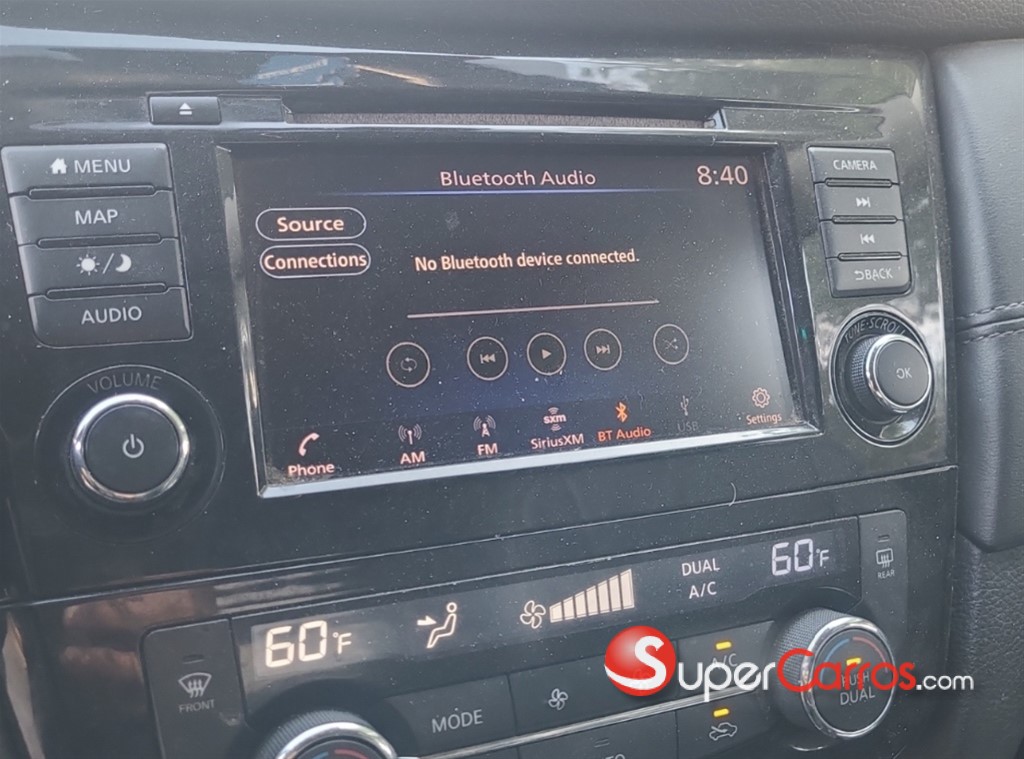 MENU
MAP
AUDIO
VOLUME
Bluetooth Audio
8:40
Source
Connections
No Bluetooth device connected.
Phone
AM
FM
sxm
SiriusXM
BT Audio
USB
Settings
CAMERA
BACK
TUNE·SCROLL
OK
60°F
DUAL
A/C
60°F
REAR
FRONT
MODE
A/C
PUSH
DUAL
SuperCarros.com